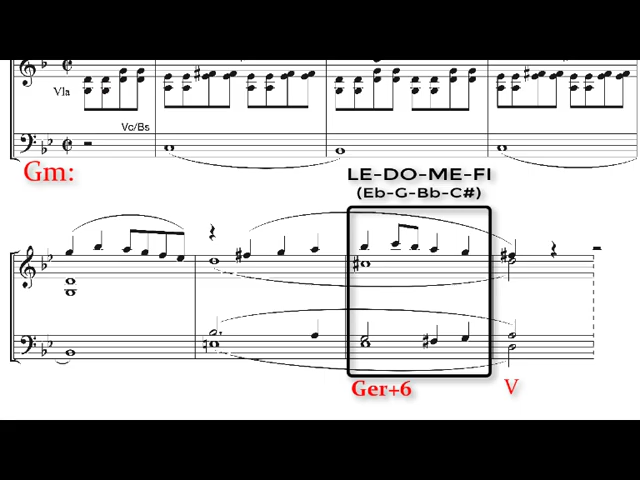 Vla
Vc/Bs
Gm:
LE-DO-ME-FI
(Eb-G-Bb-C#)
Ger+6
V